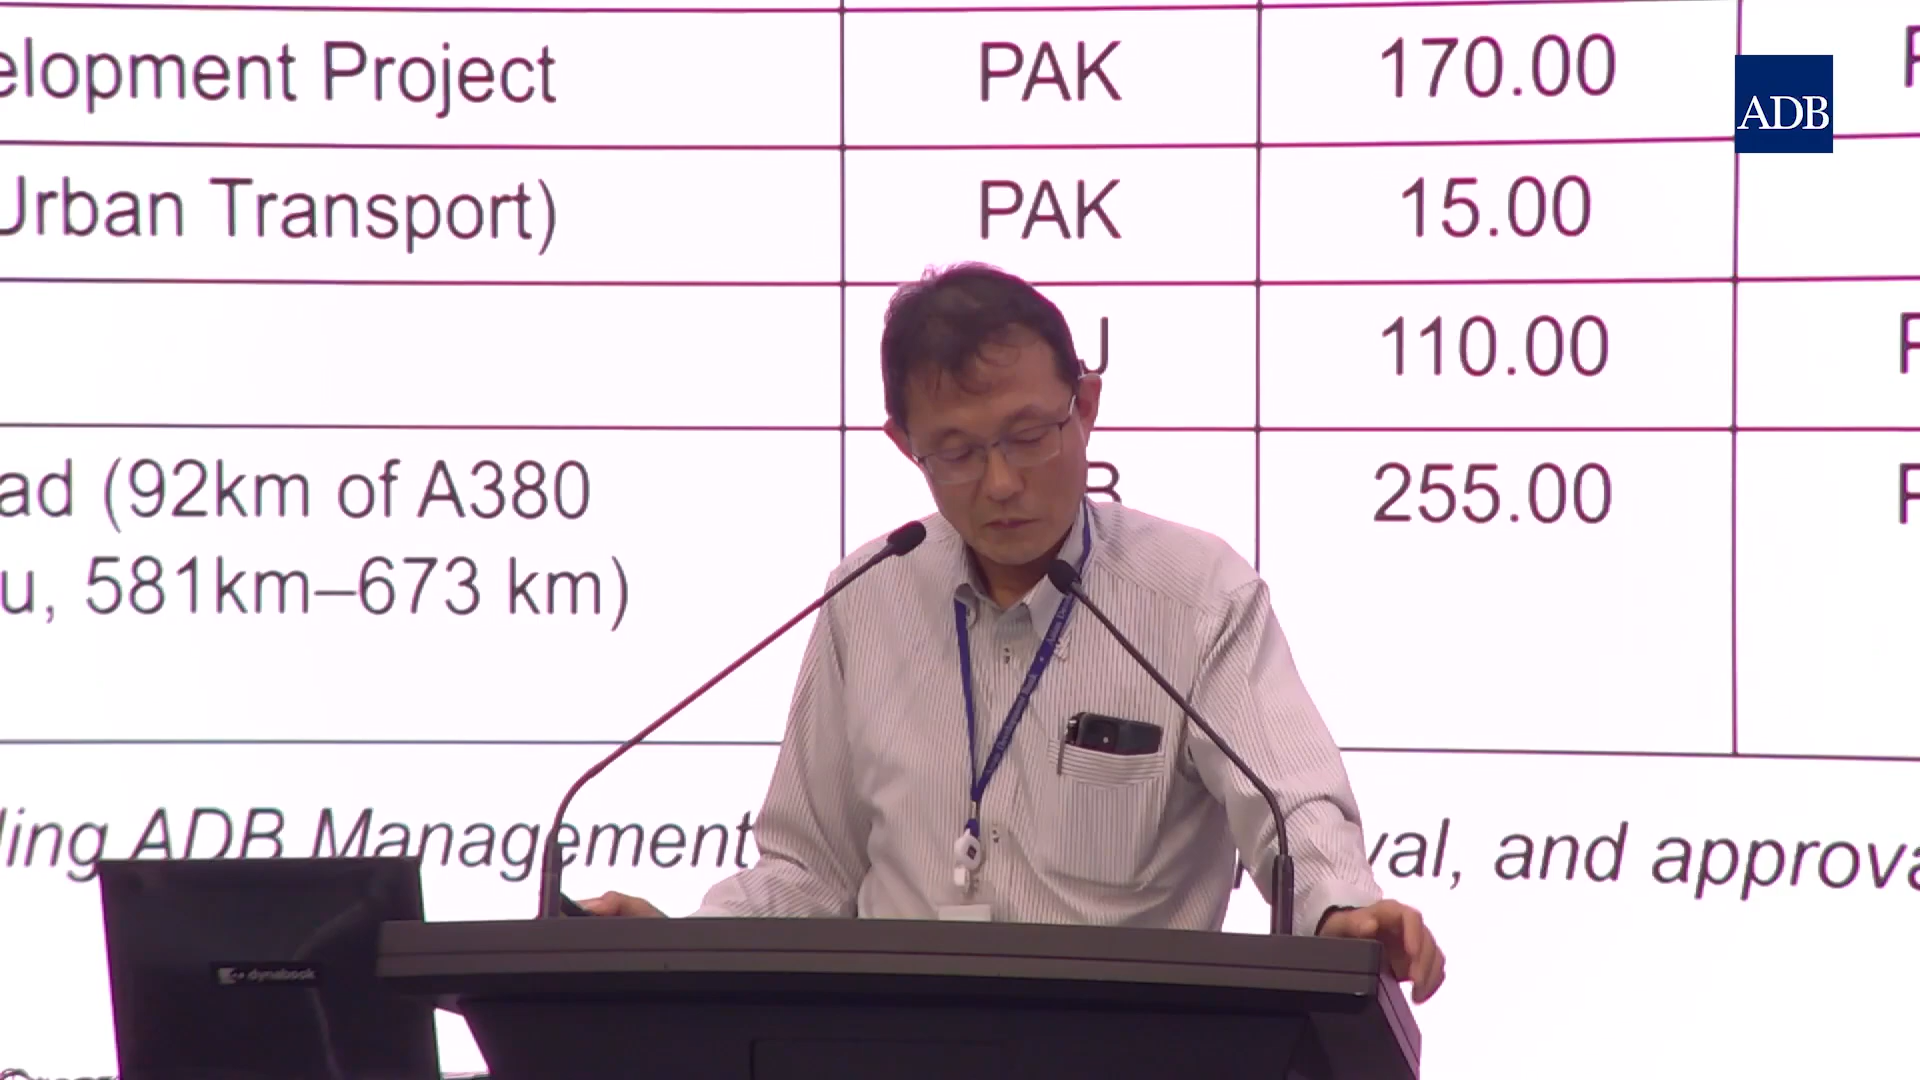 elopment Project PAK 170.00
ADB
Urban Transport) PAK 15.00
J 110.00
ad (92km of A380 B 255.00
u, 581km–673 km)
ling ADB Management val, and approva
dynabook